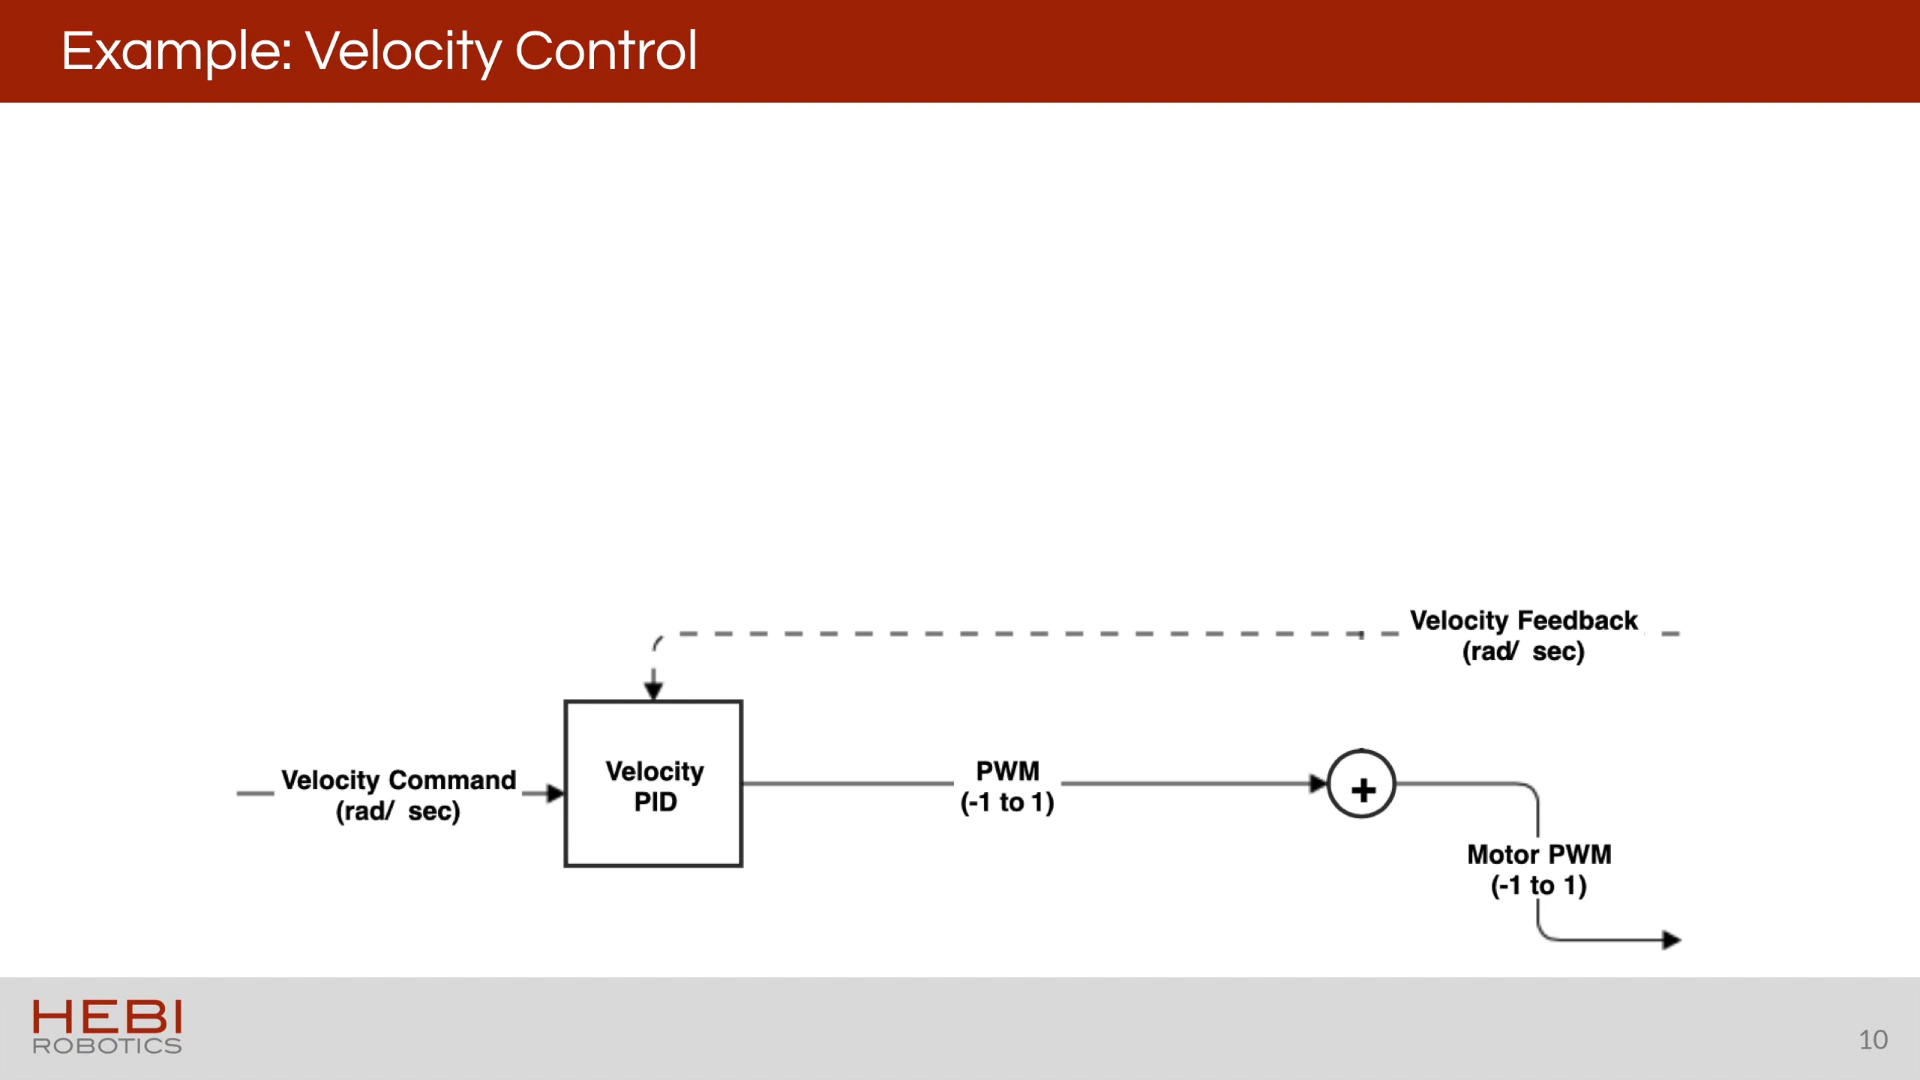 Example: Velocity Control
Velocity Feedback
(rad/ sec)
Velocity Command
(rad/ sec)
Velocity
PID
PWM
(-1 to 1)
+
Motor PWM
(-1 to 1)
HEBI
ROBOTICS
10